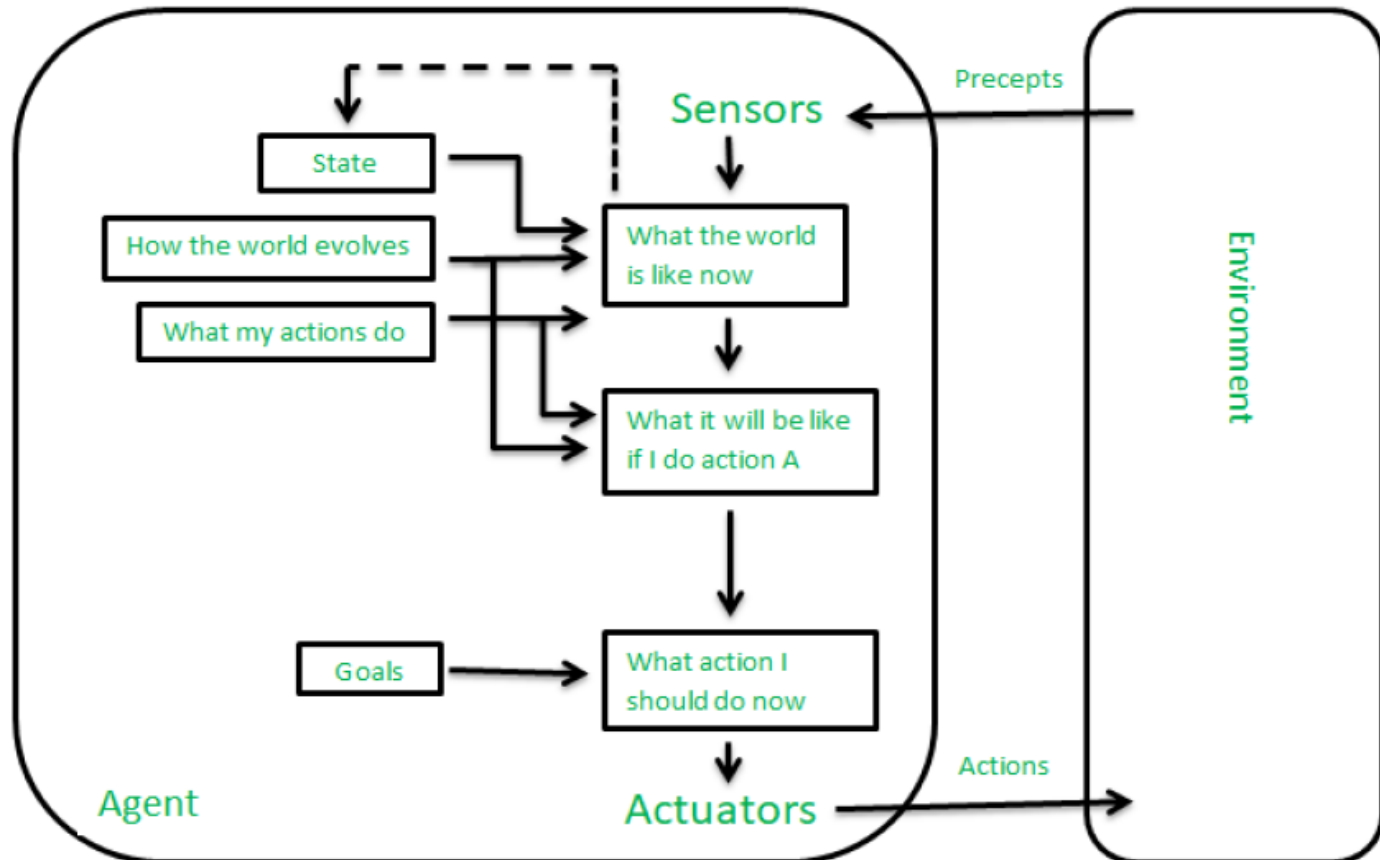 Precepts
Sensors
State
How the world evolves
What the world
is like now
What my actions do
What it will be like
if I do action A
Goals
What action I
should do now
Agent
Actuators
Actions
Environment